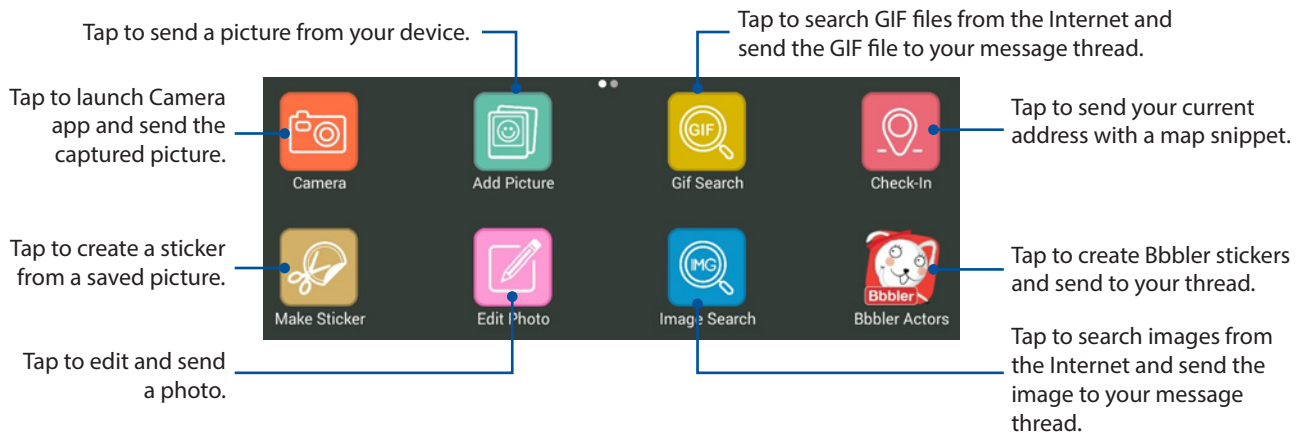 Tap to send a picture from your device.
Tap to search GIF files from the Internet and
send the GIF file to your message thread.
Tap to launch Camera
app and send the
captured picture.
Tap to send your current
address with a map snippet.
GIF
Camera
Add Picture
Gif Search
Check-In
Tap to create a sticker
from a saved picture.
Tap to create Bbbler stickers
and send to your thread.
IMG
Bbbler
Make Sticker
Edit Photo
Image Search
Bbbler Actors
Tap to edit and send
a photo.
Tap to search images from
the Internet and send the
image to your message
thread.